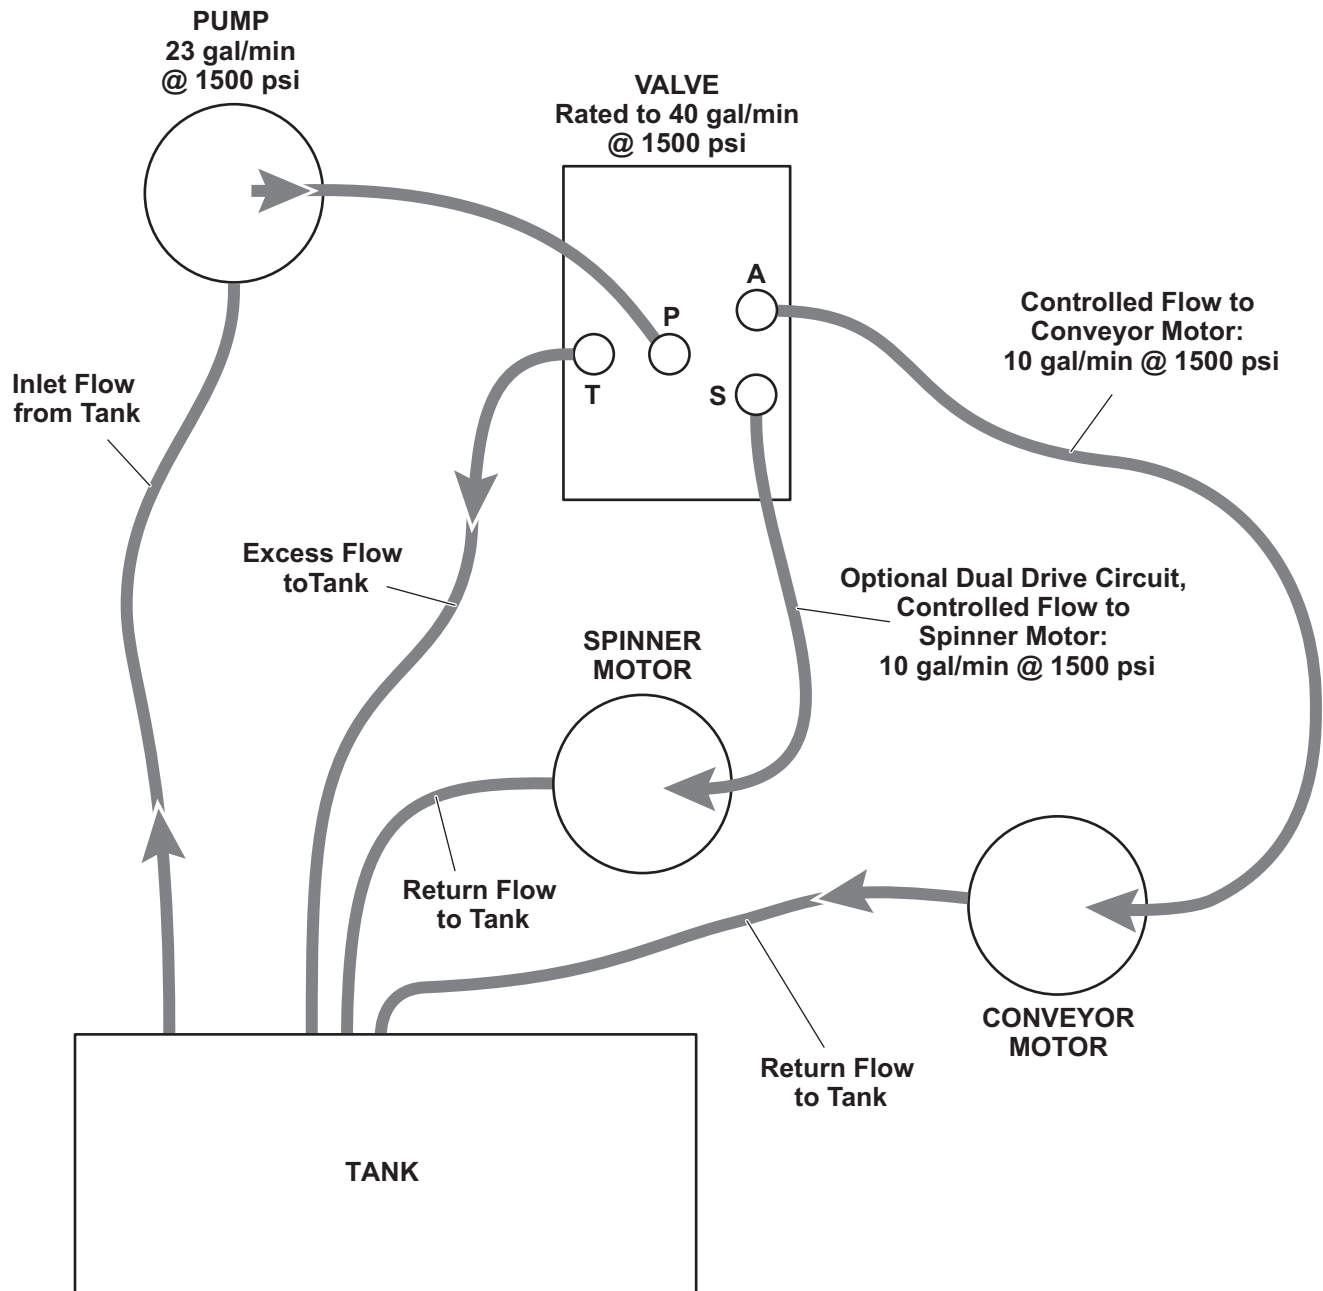 PUMP
23 gal/min
@ 1500 psi
VALVE
Rated to 40 gal/min
@ 1500 psi
A
P
T
S
Controlled Flow to
Conveyor Motor:
10 gal/min @ 1500 psi
Inlet Flow
from Tank
Excess Flow
toTank
Optional Dual Drive Circuit,
Controlled Flow to
Spinner Motor:
10 gal/min @ 1500 psi
SPINNER
MOTOR
Return Flow
to Tank
CONVEYOR
MOTOR
Return Flow
to Tank
TANK